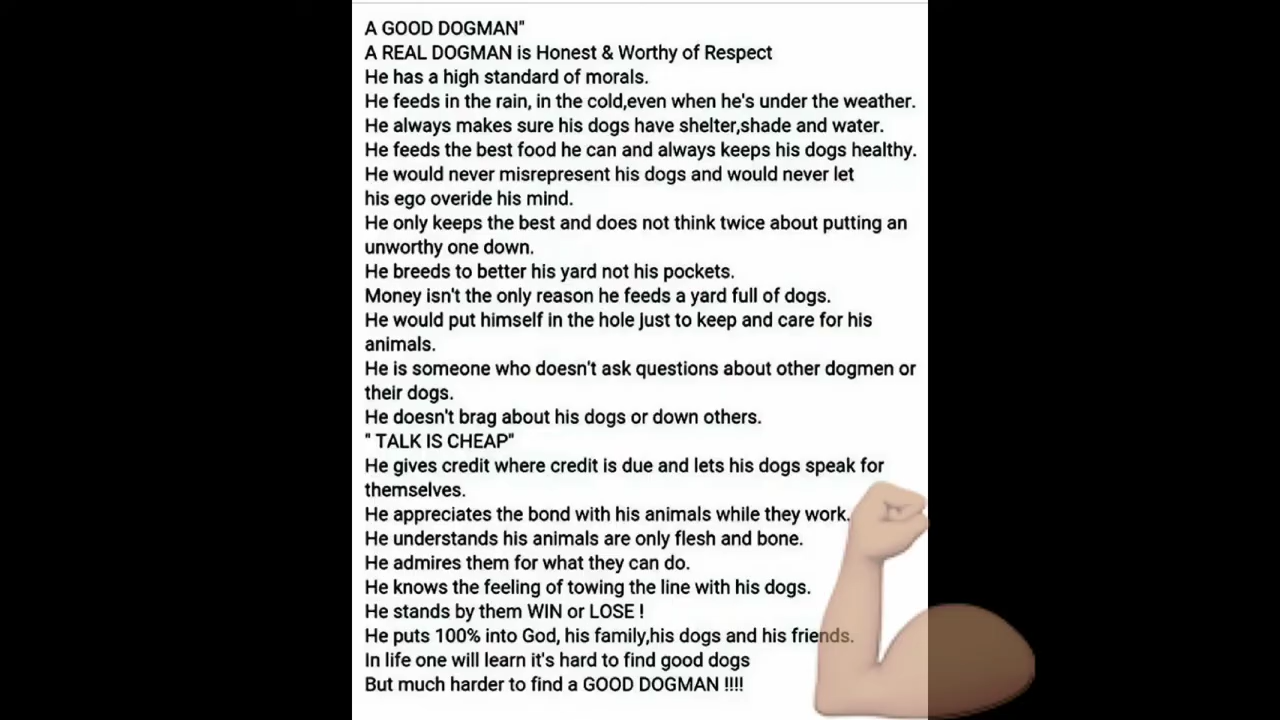 A GOOD DOGMAN"
A REAL DOGMAN is Honest & Worthy of Respect
He has a high standard of morals.
He feeds in the rain, in the cold,even when he's under the weather.
He always makes sure his dogs have shelter,shade and water.
He feeds the best food he can and always keeps his dogs healthy.
He would never misrepresent his dogs and would never let
his ego overide his mind.
He only keeps the best and does not think twice about putting an
unworthy one down.
He breeds to better his yard not his pockets.
Money isn't the only reason he feeds a yard full of dogs.
He would put himself in the hole just to keep and care for his
animals.
He is someone who doesn't ask questions about other dogmen or
their dogs.
He doesn't brag about his dogs or down others.
" TALK IS CHEAP"
He gives credit where credit is due and lets his dogs speak for
themselves.
He appreciates the bond with his animals while they work.
He understands his animals are only flesh and bone.
He admires them for what they can do.
He knows the feeling of towing the line with his dogs.
He stands by them WIN or LOSE !
He puts 100% into God, his family,his dogs and his friends.
In life one will learn it's hard to find good dogs
But much harder to find a GOOD DOGMAN !!!!